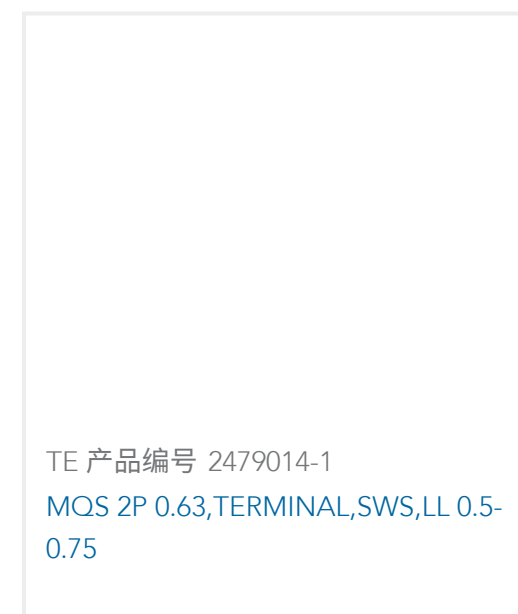 TE 产品编号 2479014-1
MQS 2P 0.63,TERMINAL,SWS,LL 0.5-
0.75